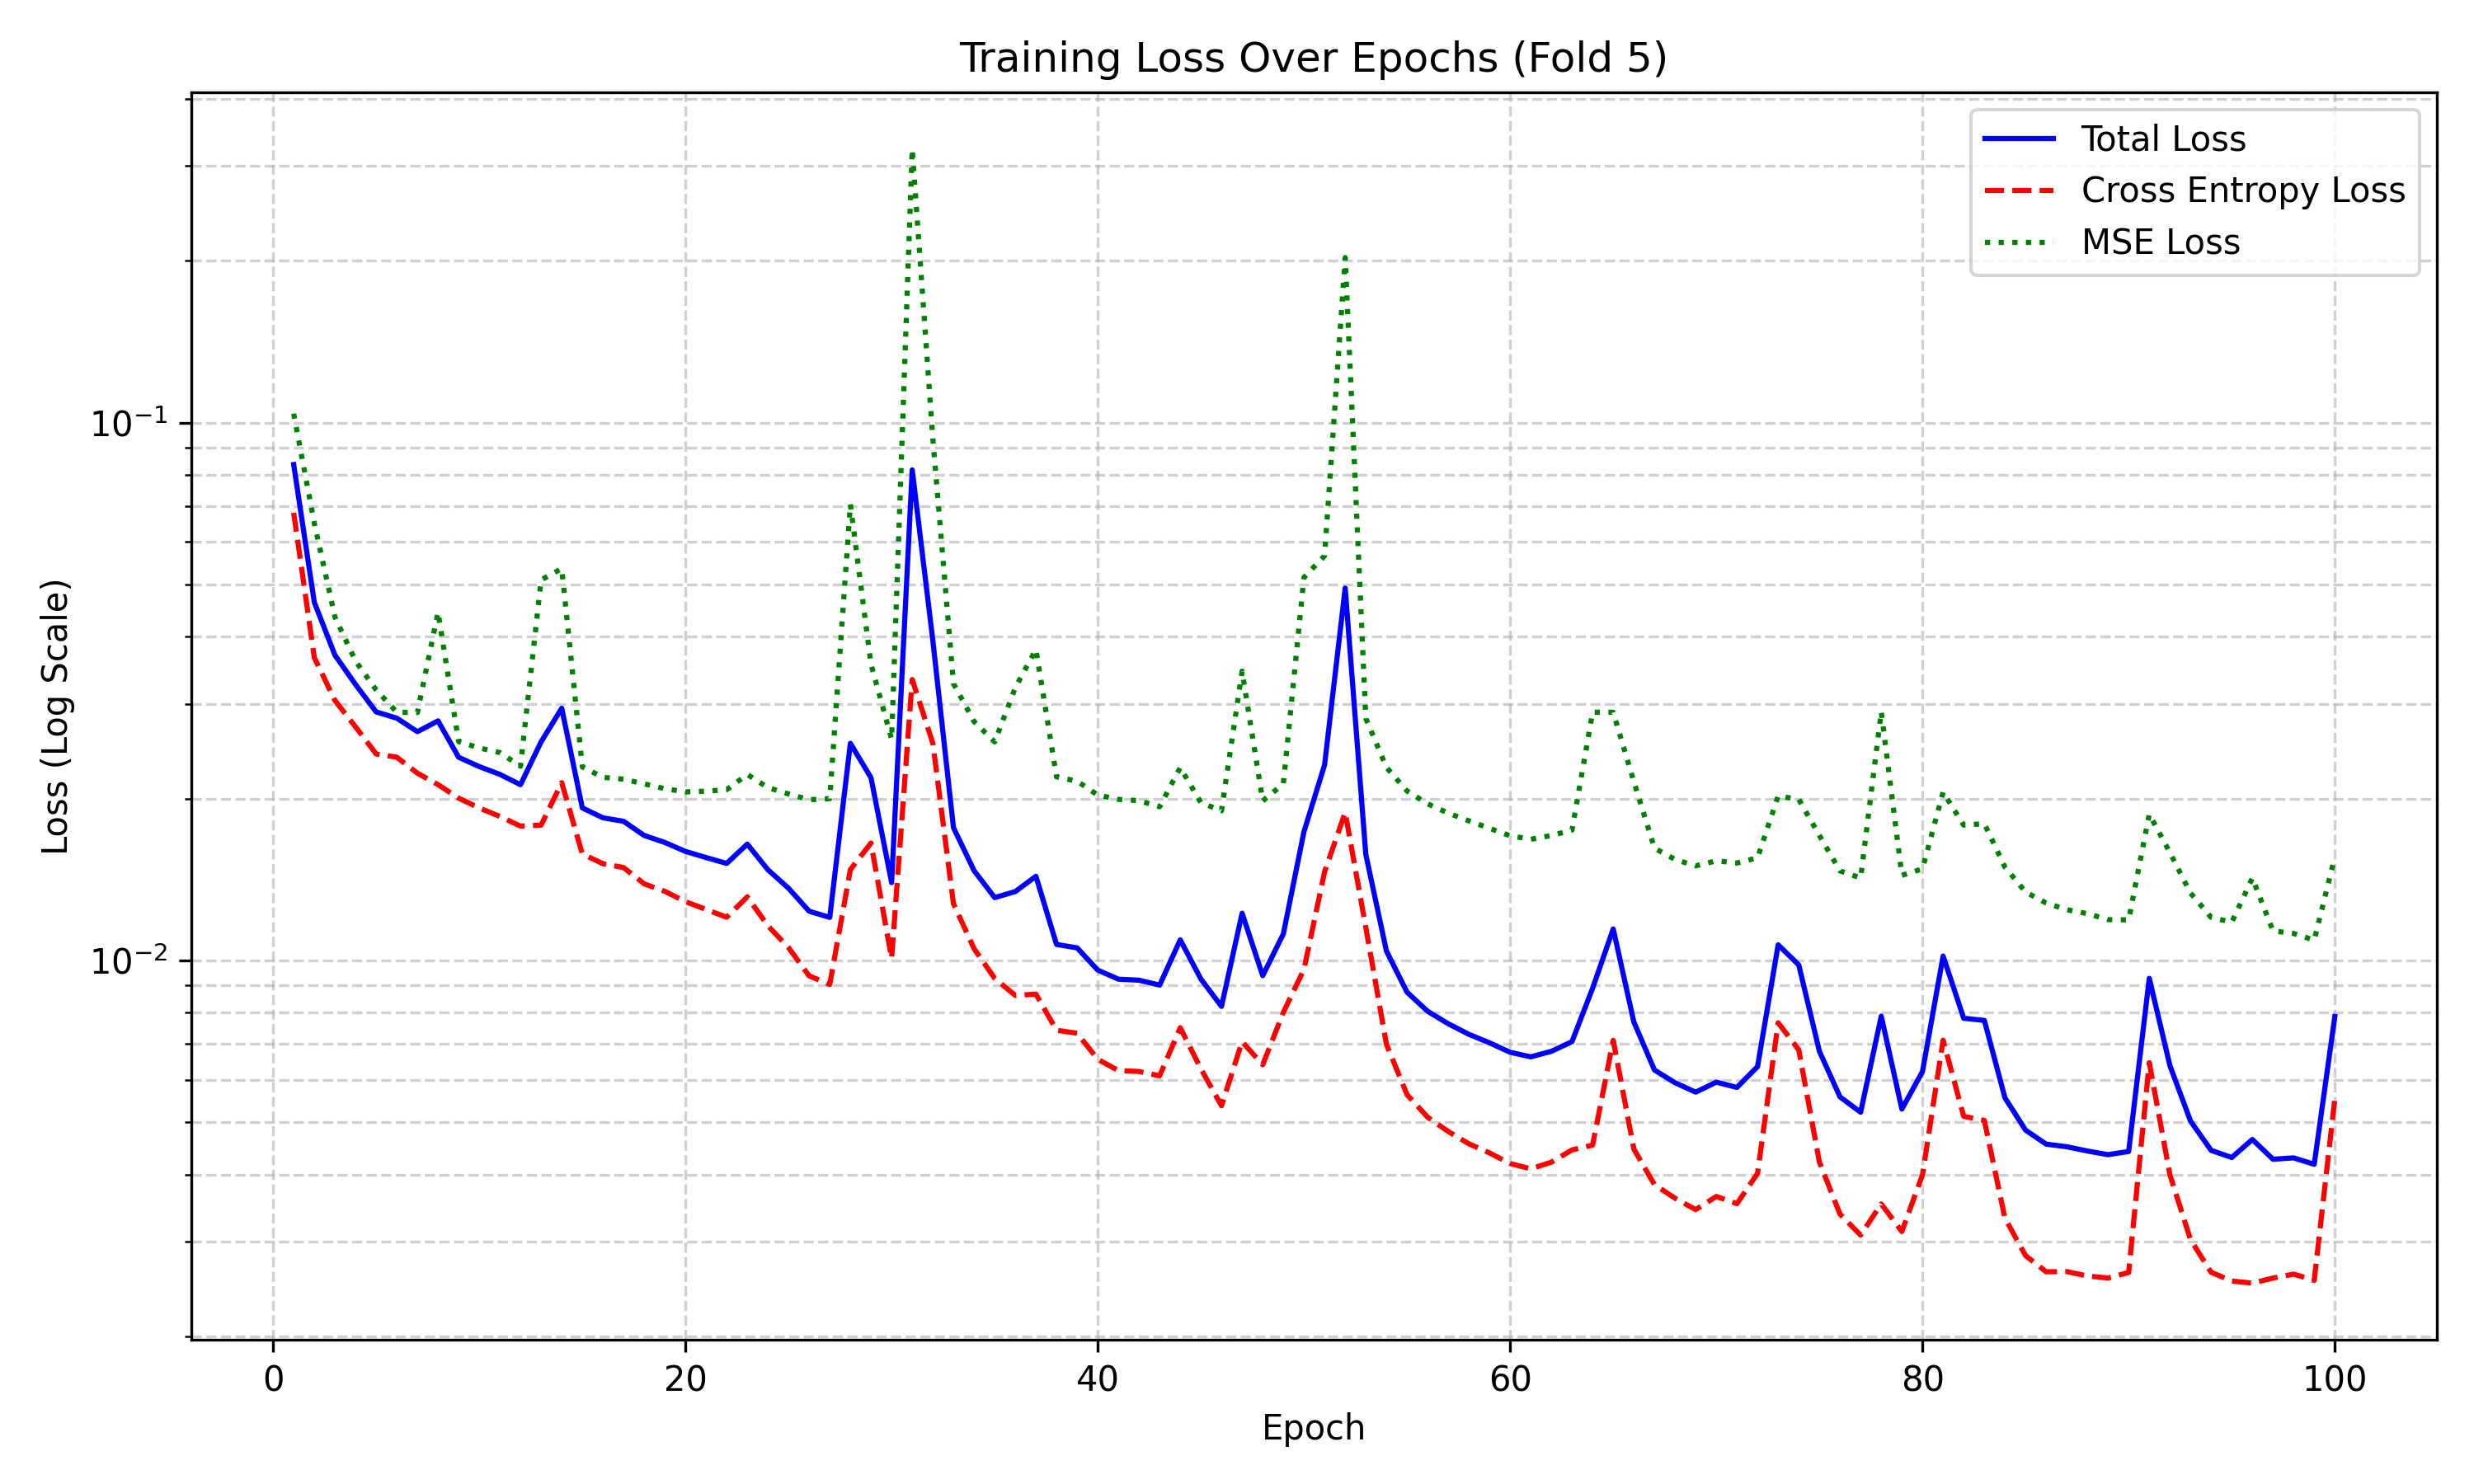 Training Loss Over Epochs (Fold 5)
Total Loss
Cross Entropy Loss
MSE Loss
Loss (Log Scale)
10⁻¹
10⁻²
0 20 40 60 80 100
Epoch